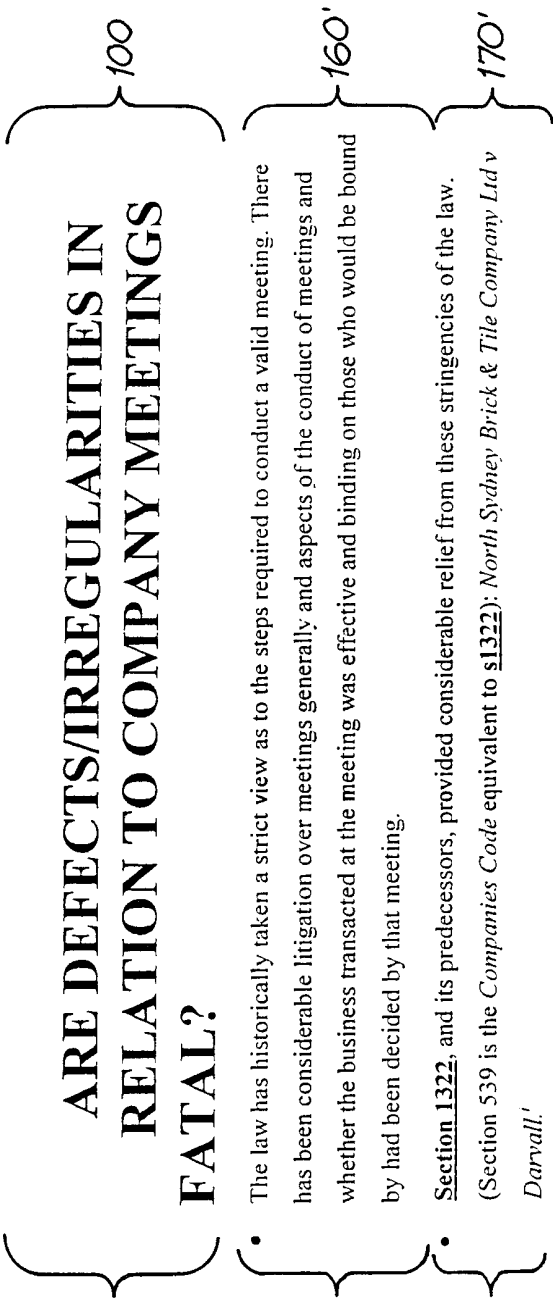 ARE DEFECTS/IRREGULARITIES IN
RELATION TO COMPANY MEETINGS
FATAL?
100
• The law has historically taken a strict view as to the steps required to conduct a valid meeting. There
has been considerable litigation over meetings generally and aspects of the conduct of meetings and
whether the business transacted at the meeting was effective and binding on those who would be bound
by had been decided by that meeting.
160'
• Section 1322, and its predecessors, provided considerable relief from these stringencies of the law.
(Section 539 is the Companies Code equivalent to s1322): North Sydney Brick & Tile Company Ltd v
Darvall.'
170'